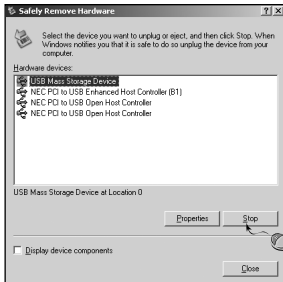 Safely Remove Hardware
Select the device you want to unplug or eject, and then click Stop. When
Windows notifies you that it is safe to do so unplug the device from your
computer.
Hardware devices:
USB Mass Storage Device
NEC PCI to USB Enhanced Host Controller (B1)
NEC PCI to USB Open Host Controller
NEC PCI to USB Open Host Controller
USB Mass Storage Device at Location 0
Properties
Stop
Display device components
Close